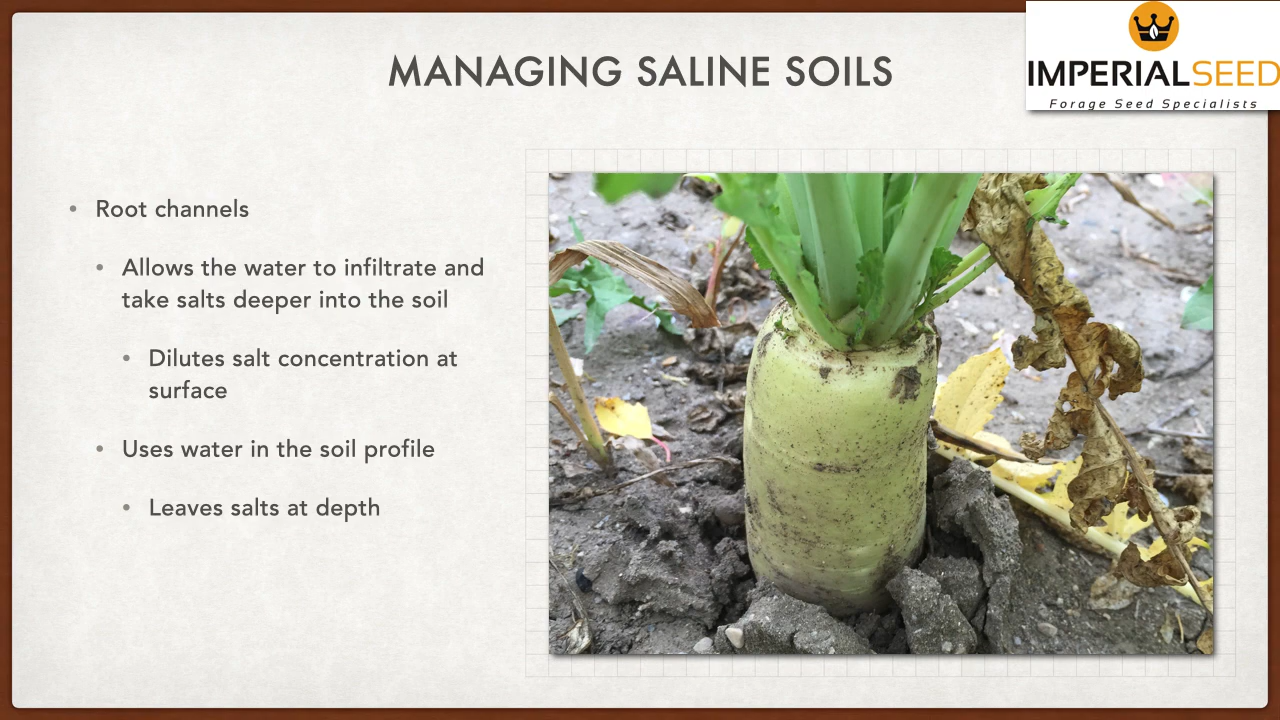 MANAGING SALINE SOILS
IMPERIALSEED
Forage Seed Specialists
• Root channels
• Allows the water to infiltrate and
take salts deeper into the soil
• Dilutes salt concentration at
surface
• Uses water in the soil profile
• Leaves salts at depth